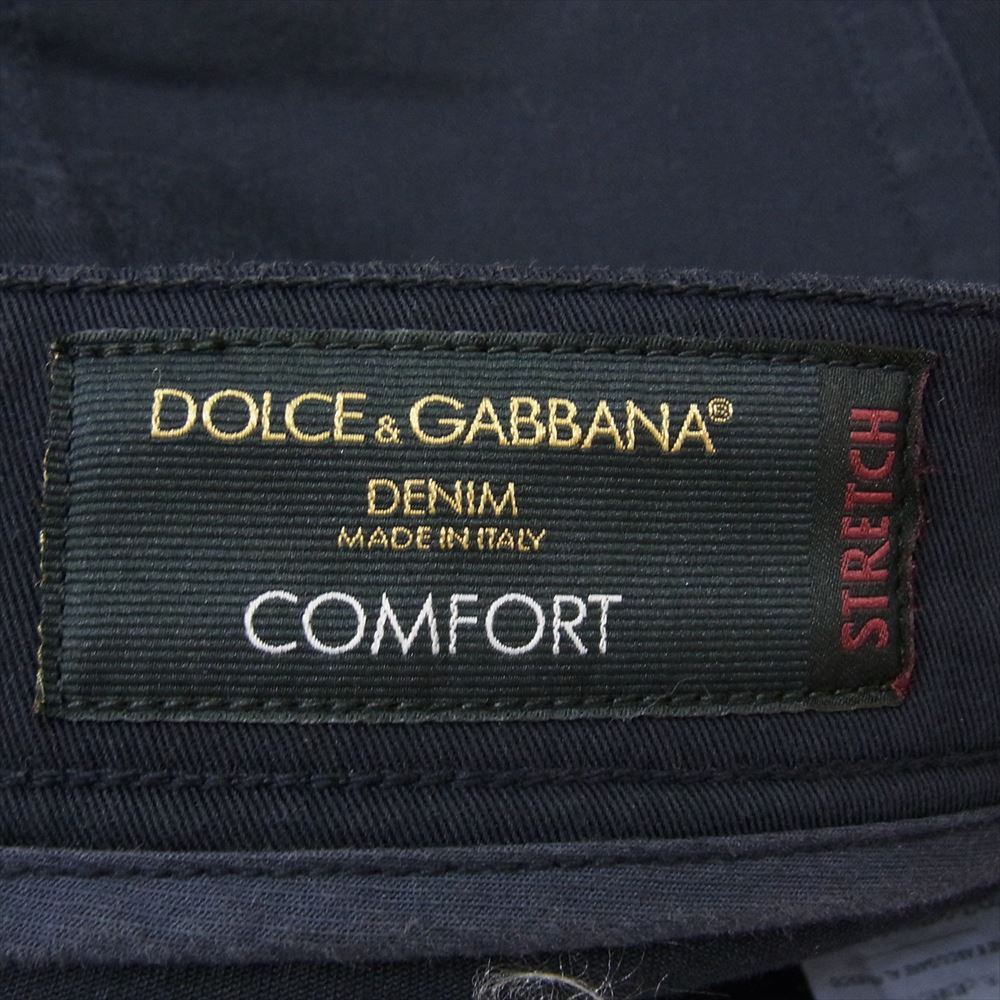 DOLCE & GABBANA®
DENIM
MADE IN ITALY
COMFORT
STRETCH